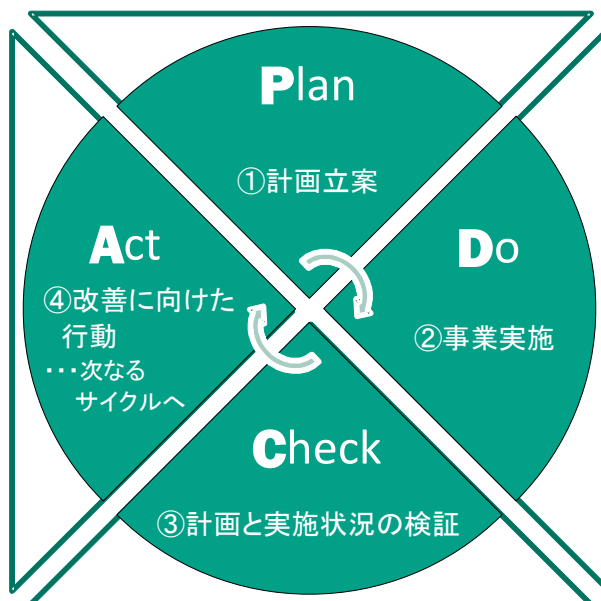 Plan
①計画立案
Do
②事業実施
Check
③計画と実施状況の検証
Act
④改善に向けた
行動
･･･次なる
サイクルへ